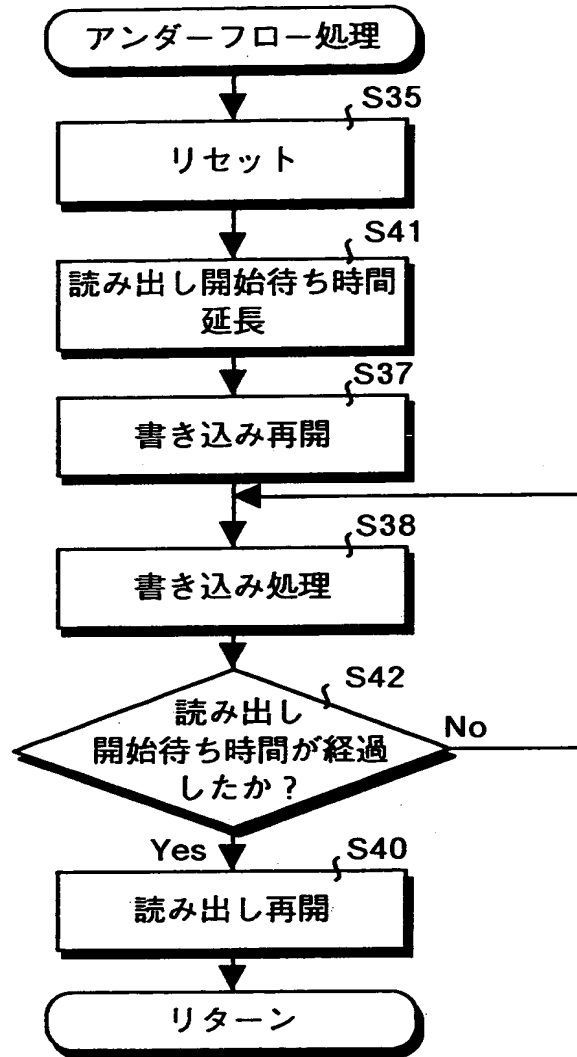 アンダーフロー処理
S35
リセット
S41
読み出し開始待ち時間
延長
S37
書き込み再開
S38
書き込み処理
S42
読み出し
開始待ち時間が経過
したか？
No
Yes
S40
読み出し再開
リターン